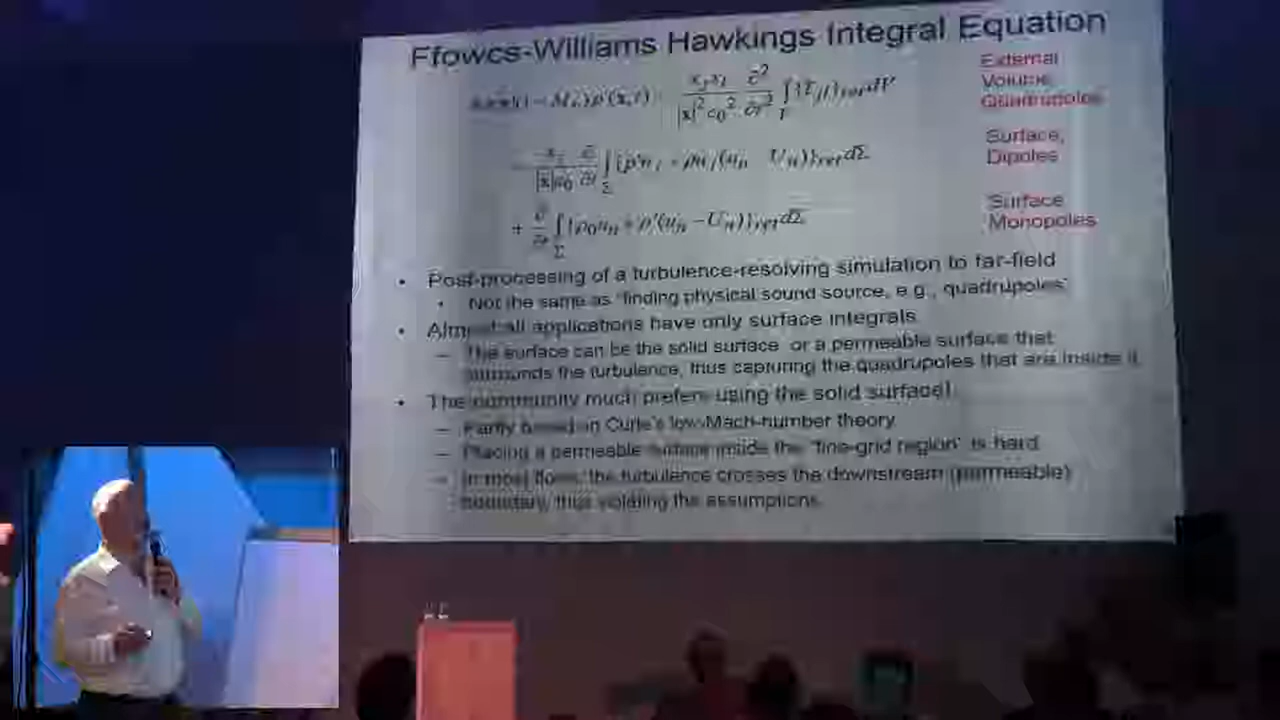 Ffowcs-Williams Hawkings Integral Equation
External
Volume
Quadrupoles
Surface,
Dipoles
Surface
Monopoles
• Post-processing of a turbulence-resolving simulation to far-field
• Not the same as "finding physical sound source, e.g., quadrupoles"
• Almost all applications have only surface integrals
– The surface can be the solid surface or a permeable surface that
surrounds the turbulence, thus capturing the quadrupoles that are inside it
• The community much prefers using the solid surface!
– Partly based on Curle's low-Mach-number theory
– Placing a permeable surface inside the "fine-grid region" is hard
– In most flows, the turbulence crosses the downstream (permeable)
boundary, thus violating the assumptions